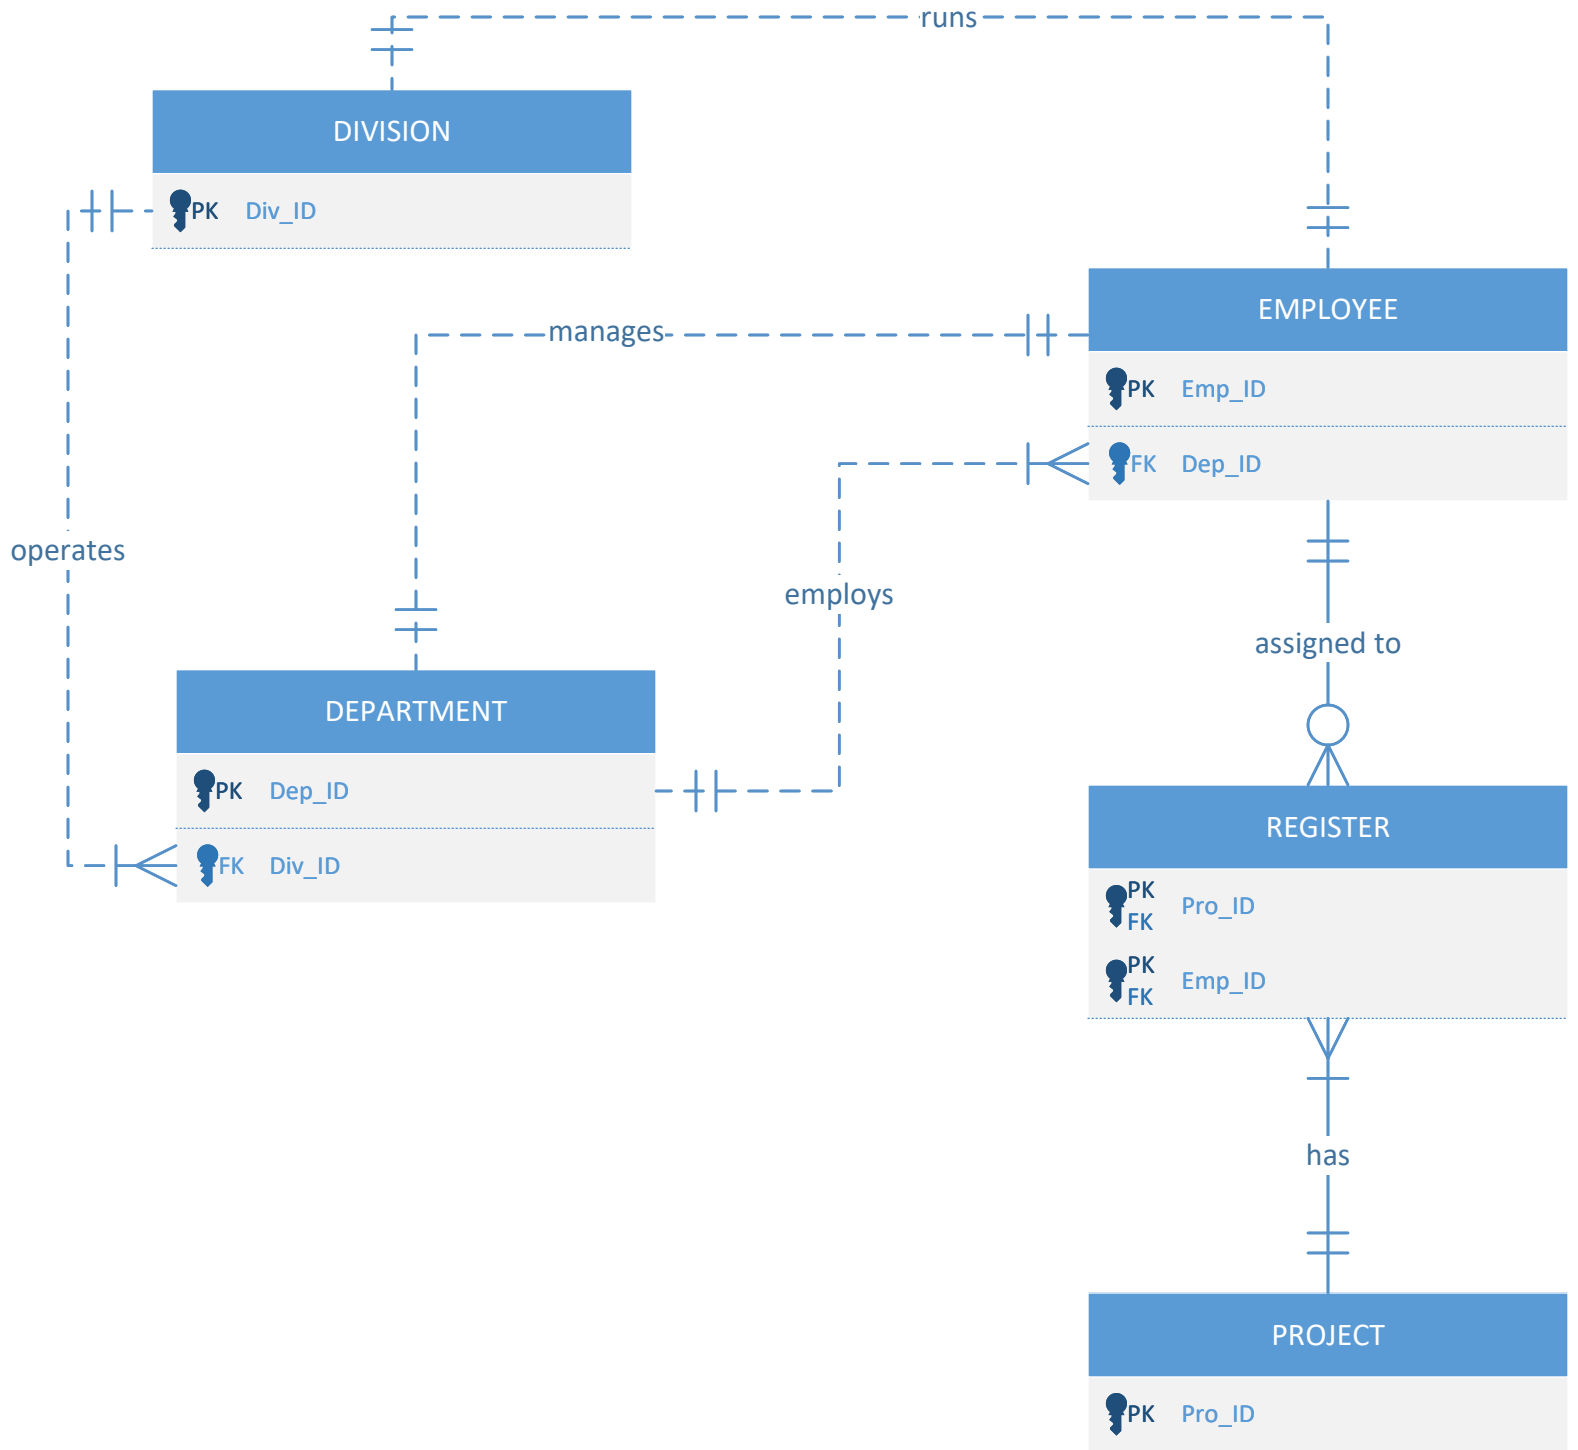 runs
DIVISION
PK Div_ID
EMPLOYEE
PK Emp_ID
FK Dep_ID
manages
operates
employs
assigned to
DEPARTMENT
PK Dep_ID
FK Div_ID
REGISTER
PK
FK Pro_ID
PK
FK Emp_ID
has
PROJECT
PK Pro_ID